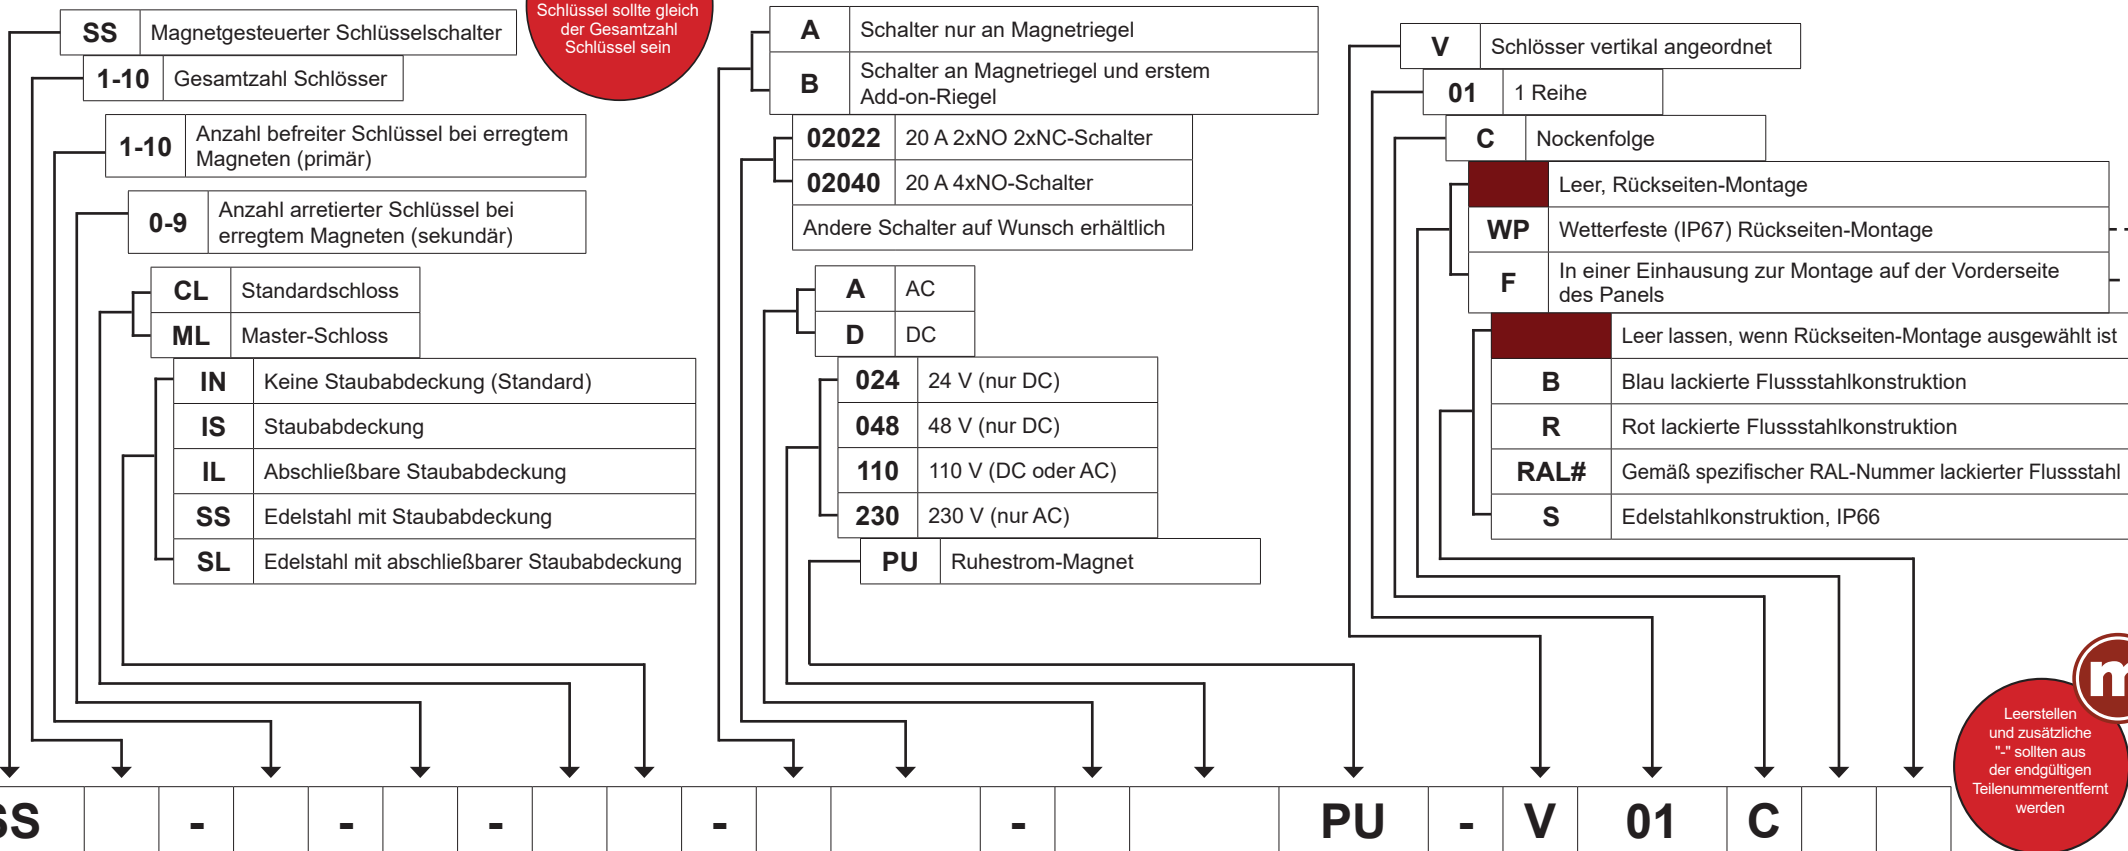 Schlüssel sollte gleich
der Gesamtzahl
Schlüssel sein
SS Magnetgesteuerter Schlüsselschalter
1-10 Gesamtzahl Schlösser
1-10 Anzahl befreiter Schlüssel bei erregtem
Magneten (primär)
0-9 Anzahl arretierter Schlüssel bei
erregtem Magneten (sekundär)
CL Standardschloss
ML Master-Schloss
IN Keine Staubabdeckung (Standard)
IS Staubabdeckung
IL Abschließbare Staubabdeckung
SS Edelstahl mit Staubabdeckung
SL Edelstahl mit abschließbarer Staubabdeckung
A Schalter nur an Magnetriegel
B Schalter an Magnetriegel und erstem
Add-on-Riegel
02022 20 A 2xNO 2xNC-Schalter
02040 20 A 4xNO-Schalter
Andere Schalter auf Wunsch erhältlich
A AC
D DC
024 24 V (nur DC)
048 48 V (nur DC)
110 110 V (DC oder AC)
230 230 V (nur AC)
PU Ruhestrom-Magnet
V Schlösser vertikal angeordnet
01 1 Reihe
C Nockenfolge
Leer, Rückseiten-Montage
WP Wetterfeste (IP67) Rückseiten-Montage
F In einer Einhausung zur Montage auf der Vorderseite
des Panels
Leer lassen, wenn Rückseiten-Montage ausgewählt ist
B Blau lackierte Flussstahlkonstruktion
R Rot lackierte Flussstahlkonstruktion
RAL# Gemäß spezifischer RAL-Nummer lackierter Flussstahl
S Edelstahlkonstruktion, IP66
m
Leerstellen
und zusätzliche
"-" sollten aus
der endgültigen
Teilenummerentfernt
werden
SS - - - - - PU - V 01 C